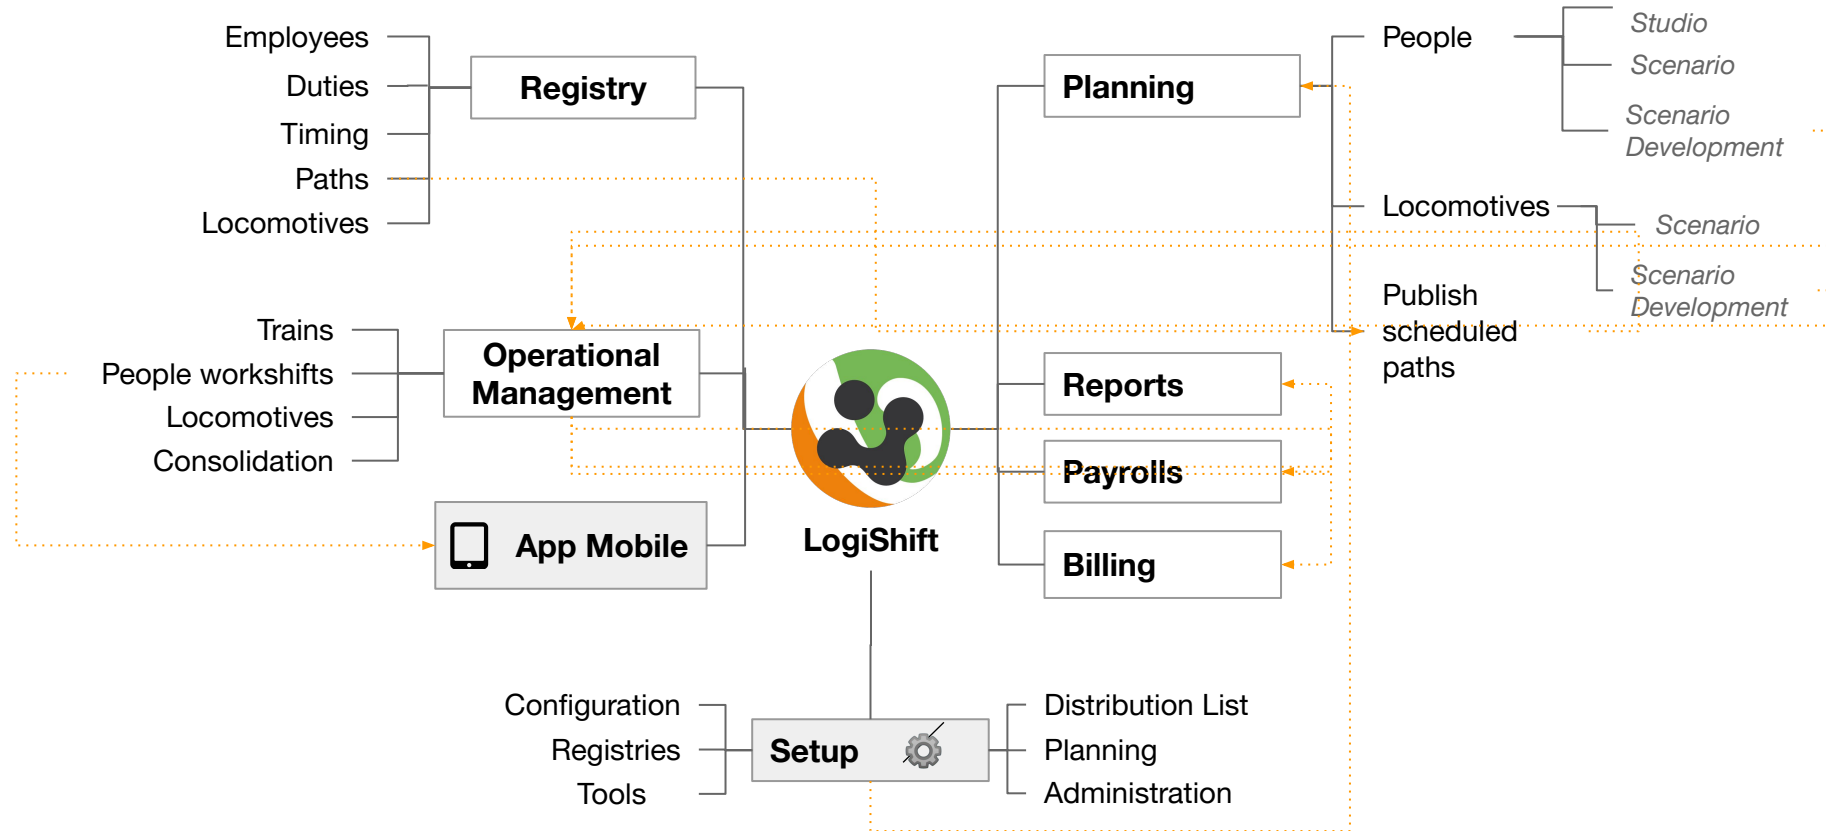 Employees
Duties
Timing
Paths
Locomotives
Registry
Trains
People workshifts
Locomotives
Consolidation
Operational
Management
App Mobile
LogiShift
Planning
People
Studio
Scenario
Scenario
Development
Locomotives
Scenario
Scenario
Development
Publish
scheduled
paths
Reports
Payrolls
Billing
Configuration
Registries
Tools
Setup
Distribution List
Planning
Administration